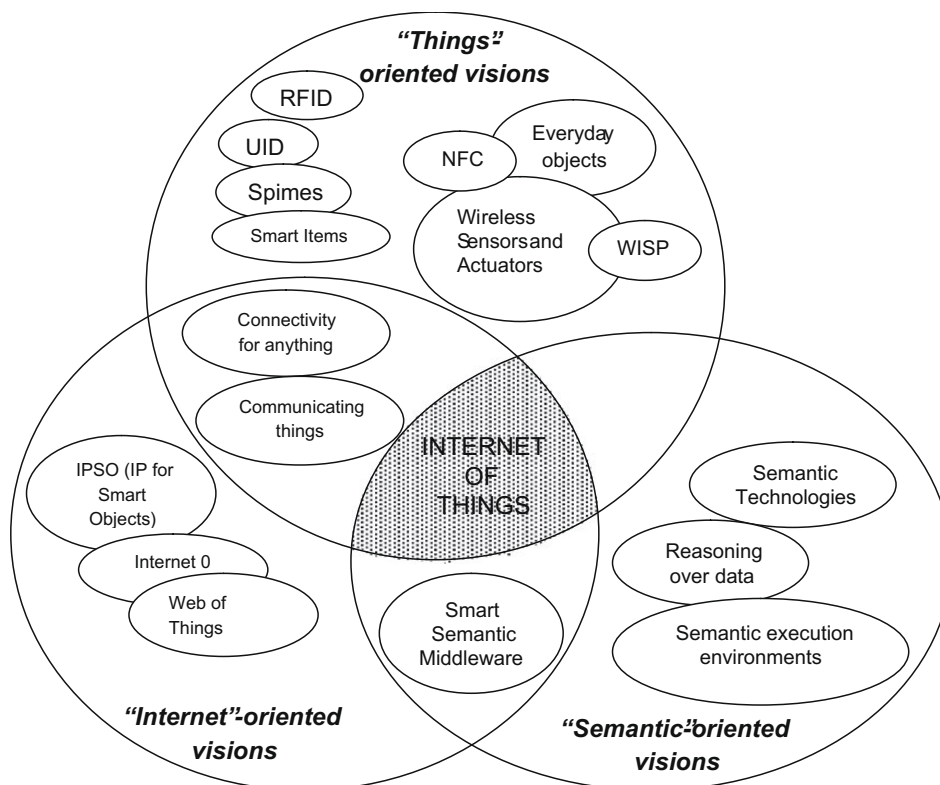 “Things”-
oriented visions
RFID
UID
Spimes
Smart Items
NFC
Everyday
objects
Wireless
Sensors and
Actuators
WISP
Connectivity
for anything
Communicating
things
INTERNET
OF
THINGS
IPSO (IP for
Smart
Objects)
Internet 0
Web of
Things
Smart
Semantic
Middleware
Semantic
Technologies
Reasoning
over data
Semantic execution
environments
“Internet”-oriented
visions
“Semantic”-oriented
visions